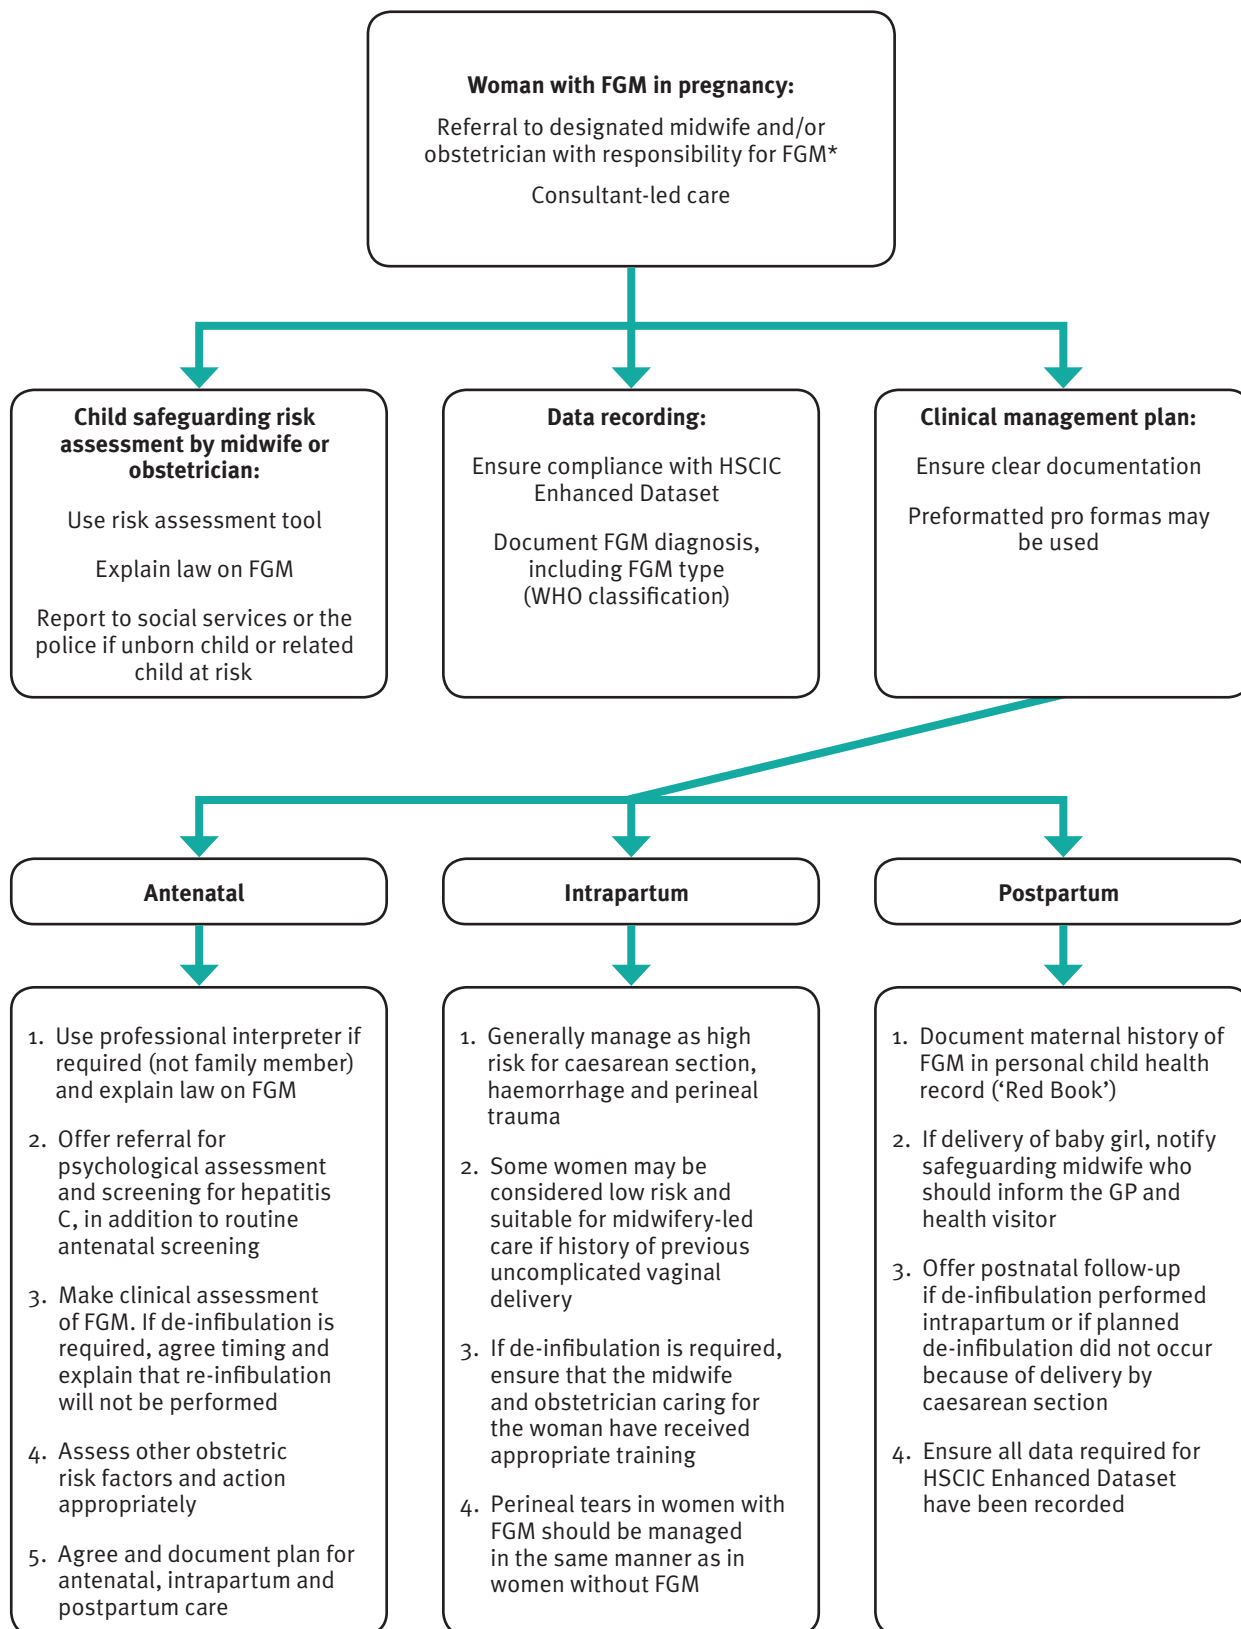 Woman with FGM in pregnancy:
Referral to designated midwife and/or
obstetrician with responsibility for FGM*
Consultant-led care
Child safeguarding risk
assessment by midwife or
obstetrician:
Use risk assessment tool
Explain law on FGM
Report to social services or the
police if unborn child or related
child at risk
Data recording:
Ensure compliance with HSCIC
Enhanced Dataset
Document FGM diagnosis,
including FGM type
(WHO classification)
Clinical management plan:
Ensure clear documentation
Preformatted pro formas may
be used
Antenatal
1. Use professional interpreter if
required (not family member)
and explain law on FGM
2. Offer referral for
psychological assessment
and screening for hepatitis
C, in addition to routine
antenatal screening
3. Make clinical assessment
of FGM. If de-infibulation is
required, agree timing and
explain that re-infibulation
will not be performed
4. Assess other obstetric
risk factors and action
appropriately
5. Agree and document plan for
antenatal, intrapartum and
postpartum care
Intrapartum
1. Generally manage as high
risk for caesarean section,
haemorrhage and perineal
trauma
2. Some women may be
considered low risk and
suitable for midwifery-led
care if history of previous
uncomplicated vaginal
delivery
3. If de-infibulation is required,
ensure that the midwife
and obstetrician caring for
the woman have received
appropriate training
4. Perineal tears in women with
FGM should be managed
in the same manner as in
women without FGM
Postpartum
1. Document maternal history of
FGM in personal child health
record (‘Red Book’)
2. If delivery of baby girl, notify
safeguarding midwife who
should inform the GP and
health visitor
3. Offer postnatal follow-up
if de-infibulation performed
intrapartum or if planned
de-infibulation did not occur
because of delivery by
caesarean section
4. Ensure all data required for
HSCIC Enhanced Dataset
have been recorded